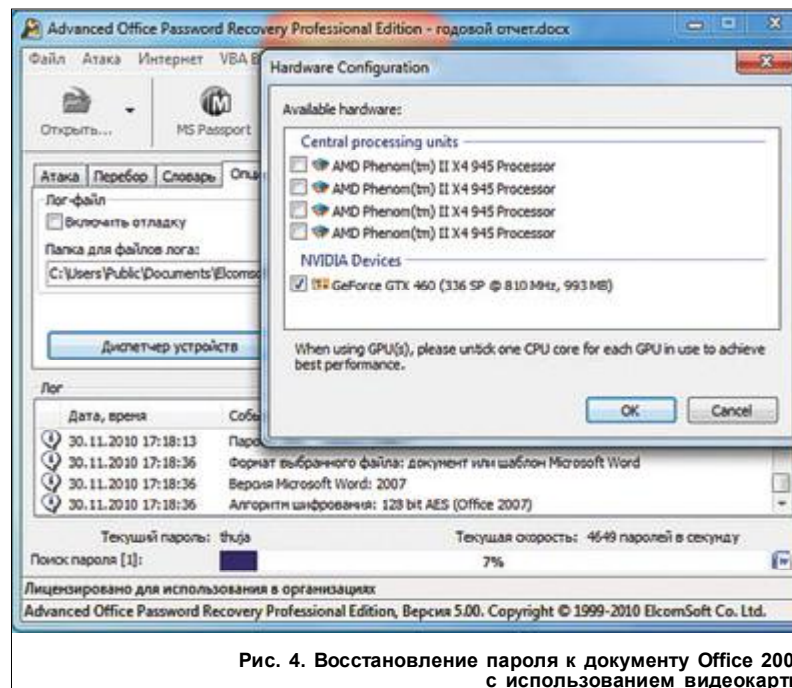 Advanced Office Password Recovery Professional Edition - годовой отчет.docx
Файл Атака Интернет VBA
Открыть...
MS Passport
Атака Перебор Словарь
Лог-файл
Включить отладку
Папка для файлов лога:
C:\Users\Public\Documents\Elcomso
Диспетчер устройств
Hardware Configuration
Available hardware:
Central processing units
AMD Phenom(tm) II X4 945 Processor
AMD Phenom(tm) II X4 945 Processor
AMD Phenom(tm) II X4 945 Processor
AMD Phenom(tm) II X4 945 Processor
NVIDIA Devices
GeForce GTX 460 (336 SP @ 810 MHz, 993 MB)
When using GPU(s), please untick one CPU core for each GPU in use to achieve
best performance.
OK Cancel
Лог
Дата, время
30.11.2010 17:18:13
30.11.2010 17:18:36 Формат выбранного файла: документ или шаблон Microsoft Word
30.11.2010 17:18:36 Версия Microsoft Word: 2007
30.11.2010 17:18:36 Алгоритм шифрования: 128 bit AES (Office 2007)
Текущий пароль: thuja Текущая скорость: 4649 паролей в секунду
Поиск пароля [1]: 7%
Лицензировано для использования в организациях
Advanced Office Password Recovery Professional Edition, Версия 5.00. Copyright © 1999-2010 ElcomSoft Co. Ltd.
Рис. 4. Восстановление пароля к документу Office 200
с использованием видеокарт